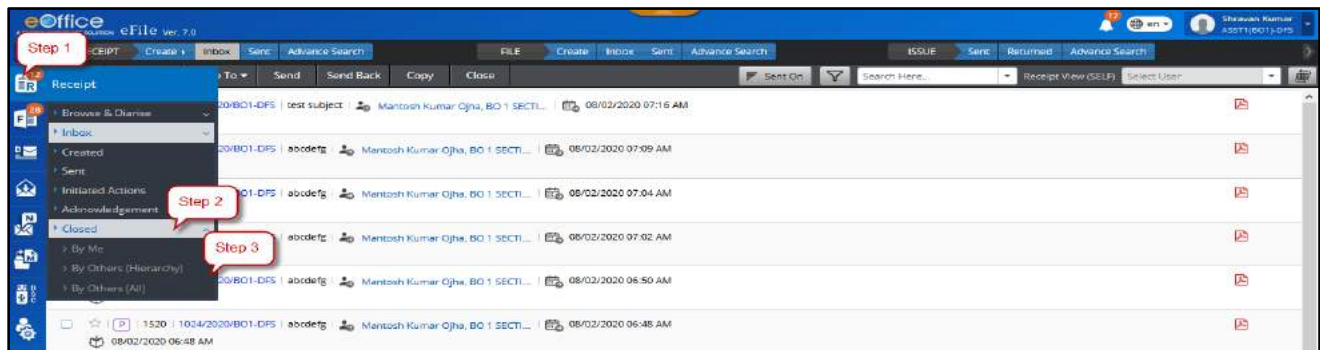 eOffice
eFile Ver. 7.0
12 en Shravan Kumar
ASST1(BO1)-DFS
RECEIPT Create Inbox Sent Advance Search FILE Create Inbox Sent Advance Search ISSUE Sent Returned Advance Search
Step 1
To Send Send Back Copy Close Sent On Search Here... Receipt View (SELF) Select User
Receipt
Browse & Diarise
Inbox
Created
Sent
Initiated Actions
Acknowledgement
Closed
By Me
By Others (Hierarchy)
By Others (All)
Step 2
Step 3
20/BO1-DFS test subject Mantosh Kumar Ojha, BO 1 SECTI... 08/02/2020 07:16 AM
20/BO1-DFS abcdefg Mantosh Kumar Ojha, BO 1 SECTI... 08/02/2020 07:09 AM
BO1-DFS abcdefg Mantosh Kumar Ojha, BO 1 SECTI... 08/02/2020 07:04 AM
abcdefg Mantosh Kumar Ojha, BO 1 SECTI... 08/02/2020 07:02 AM
20/BO1-DFS abcdefg Mantosh Kumar Ojha, BO 1 SECTI... 08/02/2020 06:50 AM
P 1520 1024/2020/BO1-DFS abcdefg Mantosh Kumar Ojha, BO 1 SECTI... 08/02/2020 06:48 AM
08/02/2020 06:48 AM